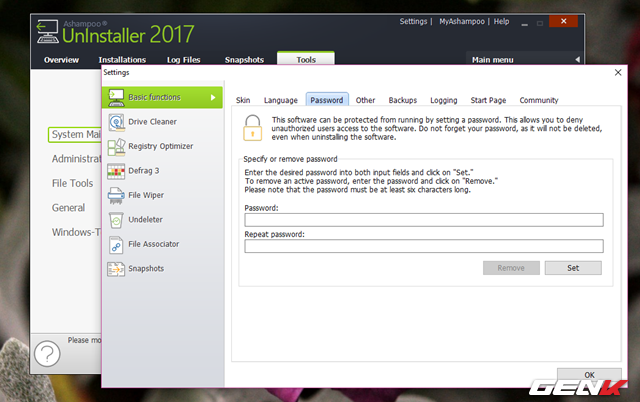 Ashampoo®
UnInstaller 2017
Settings | MyAshampoo | Help
Overview Installations Log Files Snapshots Tools Main menu
Settings
System Mai
Administra
File Tools
General
Windows-T
Please mo
?
Basic functions
Drive Cleaner
Registry Optimizer
Defrag 3
File Wiper
Undeleter
File Associator
Snapshots
Skin Language Password Other Backups Logging Start Page Community
This software can be protected from running by setting a password. This allows you to deny
unauthorized users access to the software. Do not forget your password, as it will not be deleted,
even when uninstalling the software.
Specify or remove password
Enter the desired password into both input fields and click on "Set."
To remove an active password, enter the password and click on "Remove."
Please note that the password must be at least six characters long.
Password:
Repeat password:
Remove Set
OK
GENK